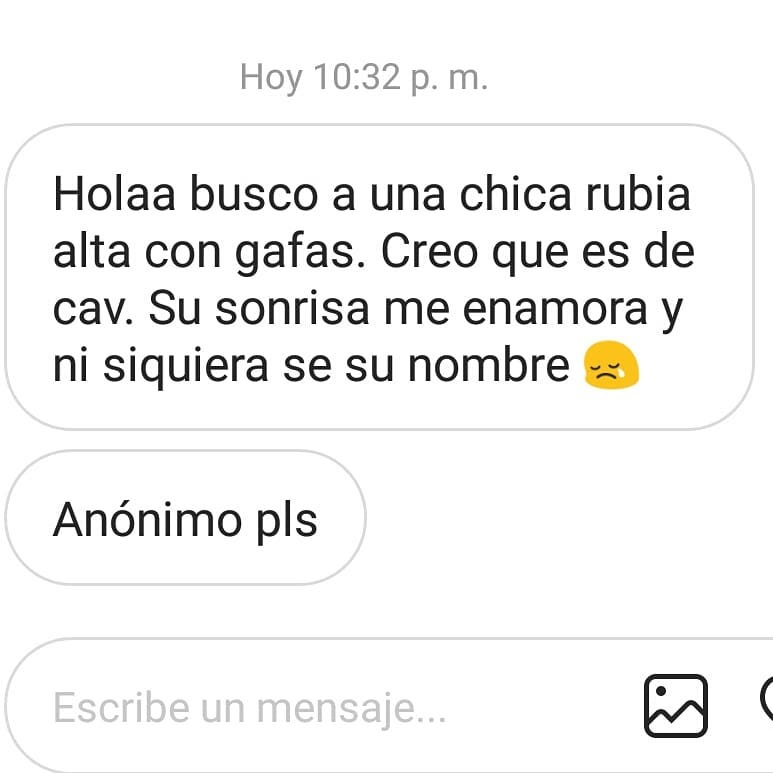 Hoy 10:32 p. m.
Holaa busco a una chica rubia
alta con gafas. Creo que es de
cav. Su sonrisa me enamora y
ni siquiera se su nombre 😢
Anónimo pls
Escribe un mensaje...